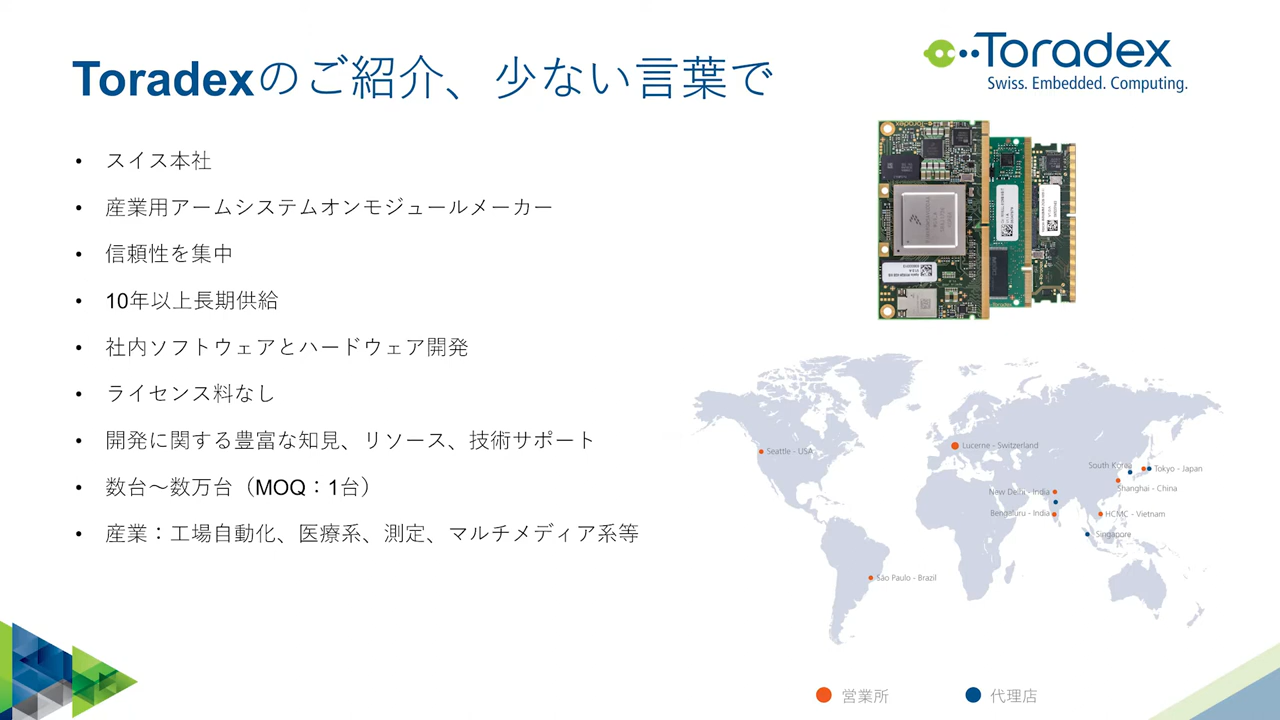 Toradexのご紹介、少ない言葉で
Toradex
Swiss. Embedded. Computing.
• スイス本社
• 産業用アームシステムオンモジュールメーカー
• 信頼性を集中
• 10年以上長期供給
• 社内ソフトウェアとハードウェア開発
• ライセンス料なし
• 開発に関する豊富な知見、リソース、技術サポート
• 数台～数万台（MOQ：1台）
• 産業：工場自動化、医療系、測定、マルチメディア系等
Seattle - USA
Lucerne - Switzerland
South Korea
Tokyo - Japan
Shanghai - China
New Delhi - India
Bengaluru - India
HCMC - Vietnam
Singapore
São Paulo - Brazil
営業所
代理店